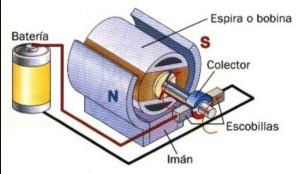 Espira o bobina
Batería
S
Colector
N
Escobillas
Imán